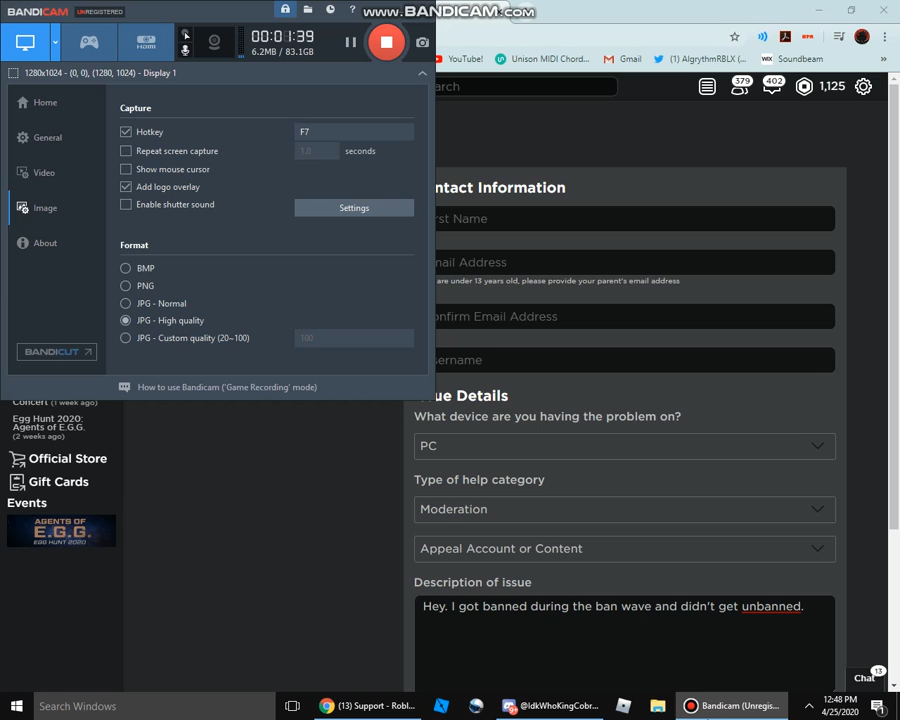 BANDICAM UNREGISTERED
www.BANDICAM.com
00:01:39
6.2MB / 83.1GB
HDMI
1280x1024 - (0, 0), (1280, 1024) - Display 1
Home
General
Video
Image
About
BANDICUT
Capture
Hotkey
F7
Repeat screen capture
1.0
seconds
Show mouse cursor
Add logo overlay
Enable shutter sound
Settings
Format
BMP
PNG
JPG - Normal
JPG - High quality
JPG - Custom quality (20~100)
100
How to use Bandicam ('Game Recording' mode)
YouTube!
Unison MIDI Chord...
Gmail
(1) AlgrythmRBLX (...
WIX
Soundbeam
»
379
402
1,125
Concert (1 week ago)
Egg Hunt 2020:
Agents of E.G.G.
(2 weeks ago)
Official Store
Gift Cards
Events
AGENTS OF
E.G.G.
EGG HUNT 2020
ntact Information
rst Name
mail Address
are under 13 years old, please provide your parent's email address
onfirm Email Address
sername
ue Details
What device are you having the problem on?
PC
Type of help category
Moderation
Appeal Account or Content
Description of issue
Hey. I got banned during the ban wave and didn't get unbanned.
Chat
13
Search Windows
(13) Support - Robl...
@IdkWhoKingCobr...
Bandicam (Unregis...
12:48 PM
4/25/2020
1